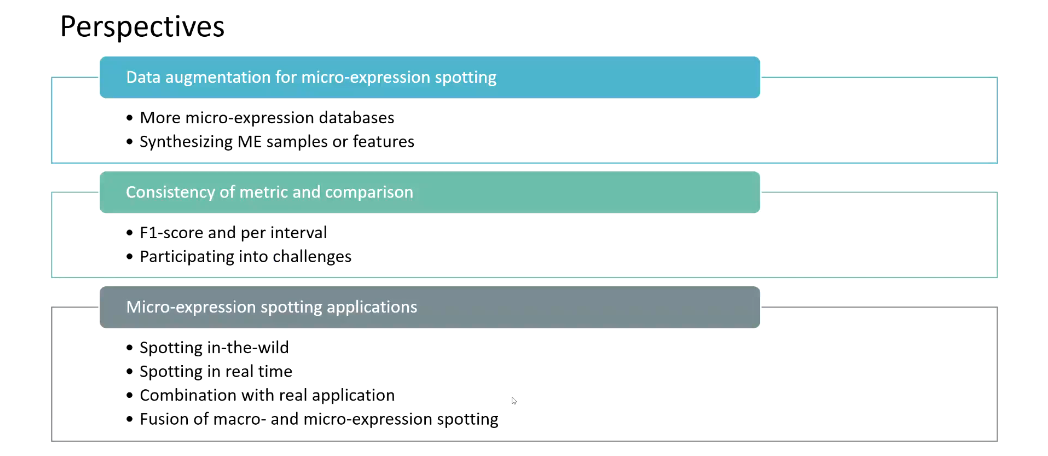 Perspectives
Data augmentation for micro-expression spotting
• More micro-expression databases
• Synthesizing ME samples or features
Consistency of metric and comparison
• F1-score and per interval
• Participating into challenges
Micro-expression spotting applications
• Spotting in-the-wild
• Spotting in real time
• Combination with real application
• Fusion of macro- and micro-expression spotting